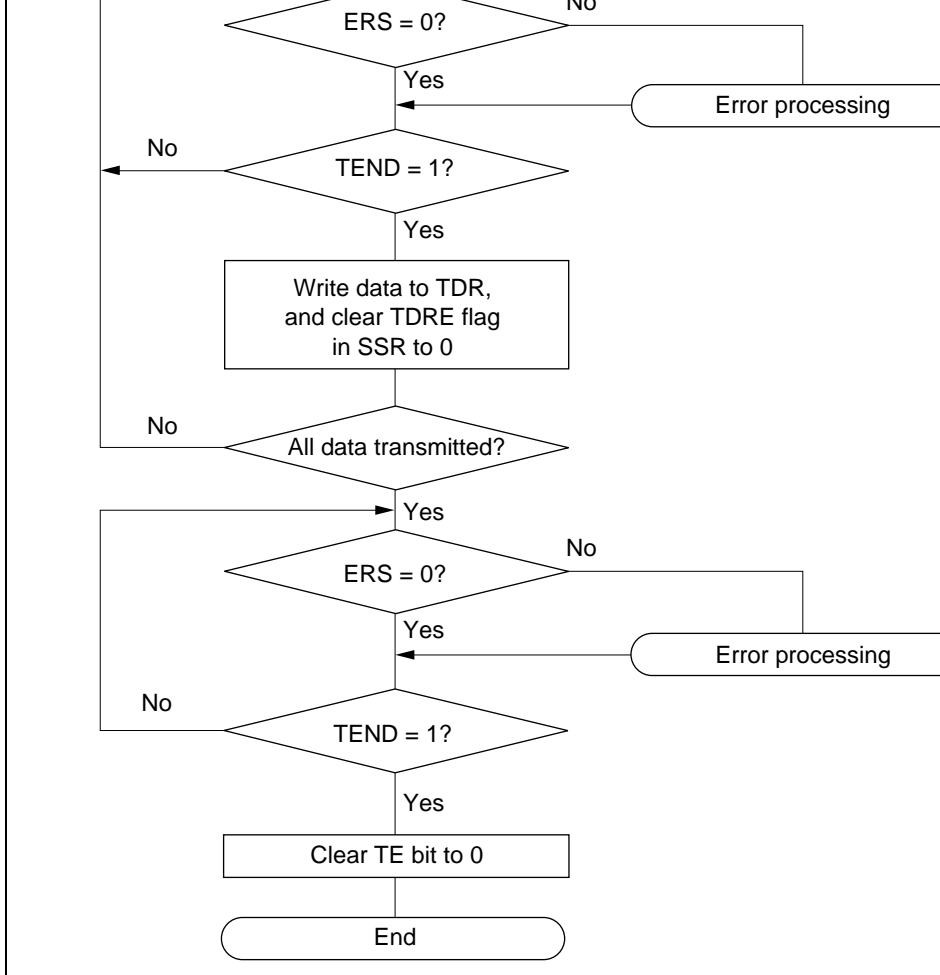 No
ERS = 0?
Yes
Error processing
No
TEND = 1?
Yes
Write data to TDR,
and clear TDRE flag
in SSR to 0
No
All data transmitted?
Yes
No
ERS = 0?
Yes
Error processing
No
TEND = 1?
Yes
Clear TE bit to 0
End